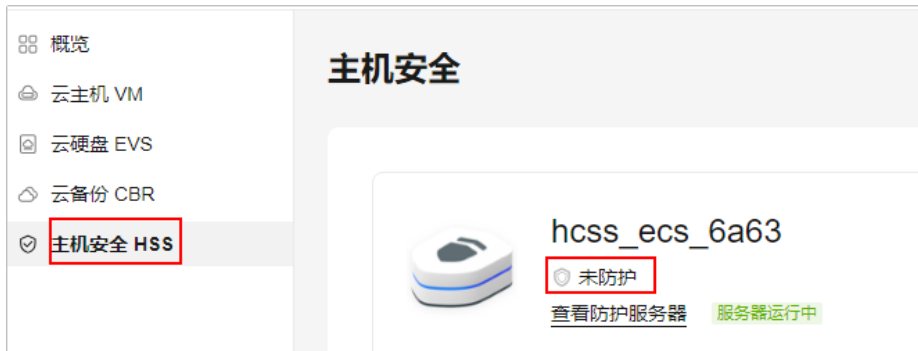 概览
云主机 VM
云硬盘 EVS
云备份 CBR
主机安全 HSS
主机安全
hcss_ecs_6a63
未防护
查看防护服务器 服务器运行中